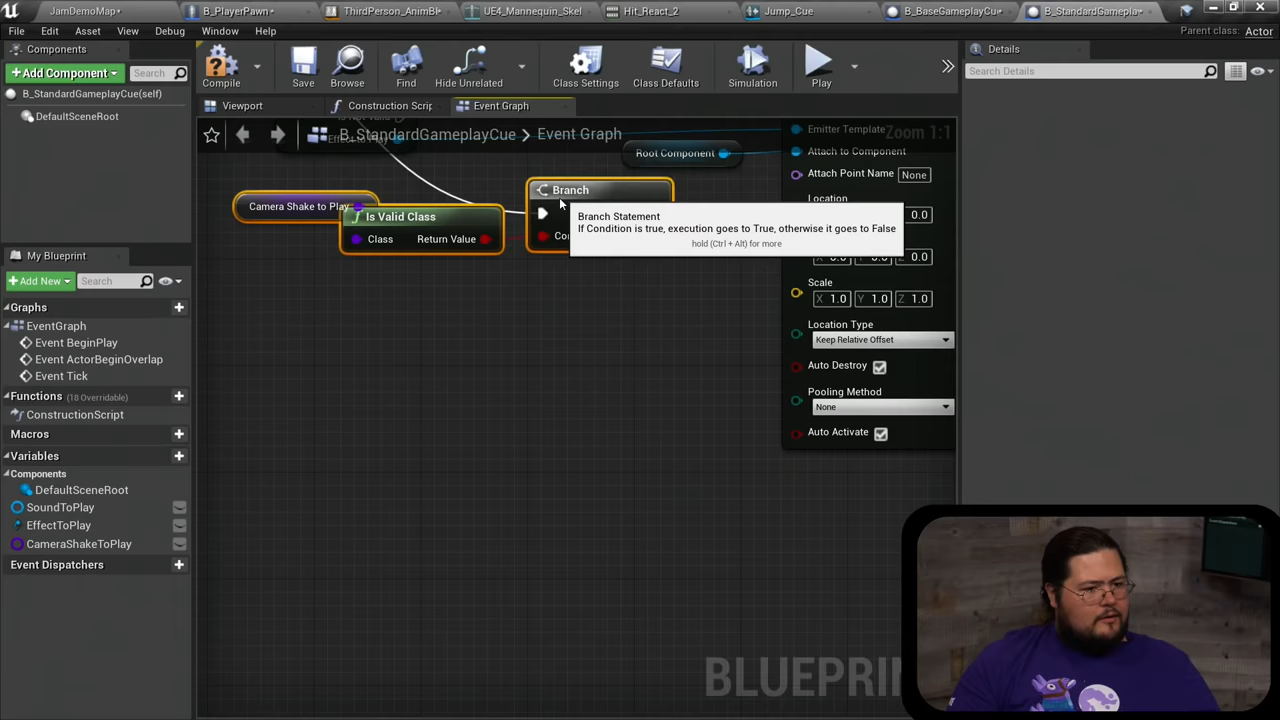 JamDemoMap*
B_PlayerPawn*
ThirdPerson_AnimBl*
UE4_Mannequin_Skel
Hit_React_2
Jump_Cue
B_BaseGameplayCu*
B_StandardGamepla*
File Edit Asset View Debug Window Help
Parent class: Actor
Components
+Add Component
Search
B_StandardGameplayCue(self)
DefaultSceneRoot
Compile
Save
Browse
Find
Hide Unrelated
Class Settings
Class Defaults
Simulation
Play
Details
Search Details
Viewport
Construction Scrip
Event Graph
B_StandardGameplayCue > Event Graph
Zoom 1:1
Camera Shake to Play
Is Valid Class
Class Return Value
Branch
Branch Statement
If Condition is true, execution goes to True, otherwise it goes to False
hold (Ctrl + Alt) for more
Root Component
Emitter Template
Attach to Component
Attach Point Name None
Location
0.0
0.0
Scale
X 1.0 Y 1.0 Z 1.0
Location Type
Keep Relative Offset
Auto Destroy
Pooling Method
None
Auto Activate
My Blueprint
+Add New
Search
Graphs
EventGraph
Event BeginPlay
Event ActorBeginOverlap
Event Tick
Functions (18 Overridable)
ConstructionScript
Macros
Variables
Components
DefaultSceneRoot
SoundToPlay
EffectToPlay
CameraShakeToPlay
Event Dispatchers
BLUEPRIN